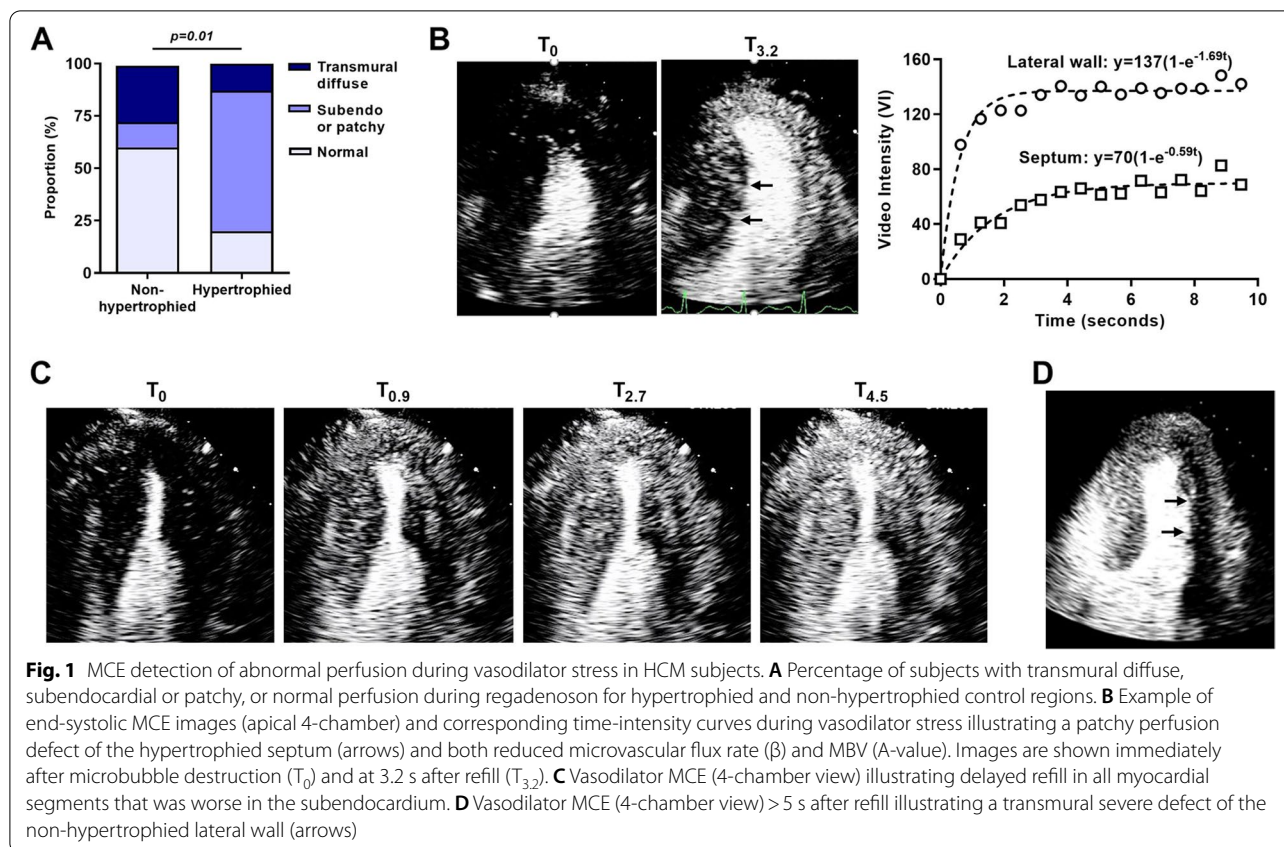 A
p=0.01
100
75
50
25
0
Proportion (%)
Non-
hypertrophied
Hypertrophied
Transmural
diffuse
Subendo
or patchy
Normal
B
T0
T3.2
160
120
80
40
0
Video Intensity (VI)
Lateral wall: y=137(1-e-1.69t)
Septum: y=70(1-e-0.59t)
0 2 4 6 8 10
Time (seconds)
C
T0
T0.9
T2.7
T4.5
D
Fig. 1 MCE detection of abnormal perfusion during vasodilator stress in HCM subjects. A Percentage of subjects with transmural diffuse,
subendocardial or patchy, or normal perfusion during regadenoson for hypertrophied and non-hypertrophied control regions. B Example of
end-systolic MCE images (apical 4-chamber) and corresponding time-intensity curves during vasodilator stress illustrating a patchy perfusion
defect of the hypertrophied septum (arrows) and both reduced microvascular flux rate (β) and MBV (A-value). Images are shown immediately
after microbubble destruction (T0) and at 3.2 s after refill (T3.2). C Vasodilator MCE (4-chamber view) illustrating delayed refill in all myocardial
segments that was worse in the subendocardium. D Vasodilator MCE (4-chamber view) > 5 s after refill illustrating a transmural severe defect of the
non-hypertrophied lateral wall (arrows)